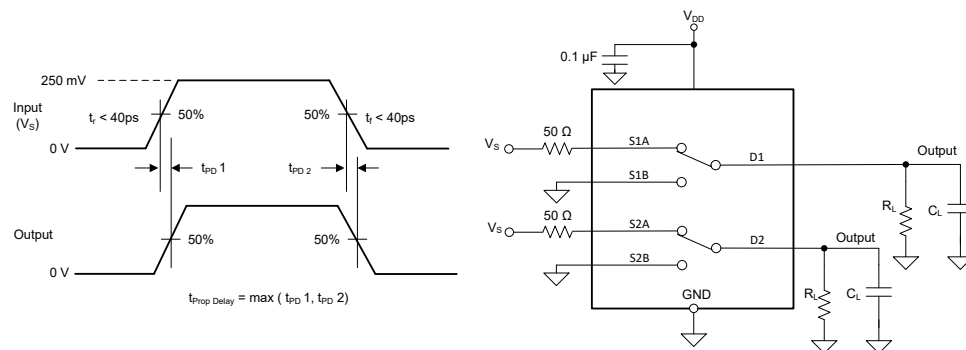 250 mV
Input
(VS)
tr < 40ps
50%
50%
tr < 40ps
0 V
tPD 1
tPD 2
Output
50%
50%
0 V
tProp Delay = max ( tPD 1, tPD 2)
VDD
0.1 µF
VS
50 Ω
S1A
D1
Output
S1B
RL
CL
VS
50 Ω
S2A
D2
Output
S2B
GND
RL
CL